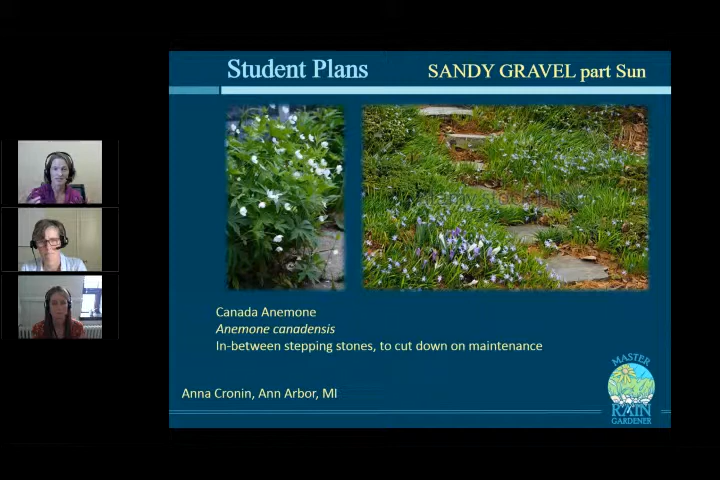 Student Plans
SANDY GRAVEL part Sun
Canada Anemone
Anemone canadensis
In-between stepping stones, to cut down on maintenance
Anna Cronin, Ann Arbor, MI
MASTER
RAIN
GARDENER